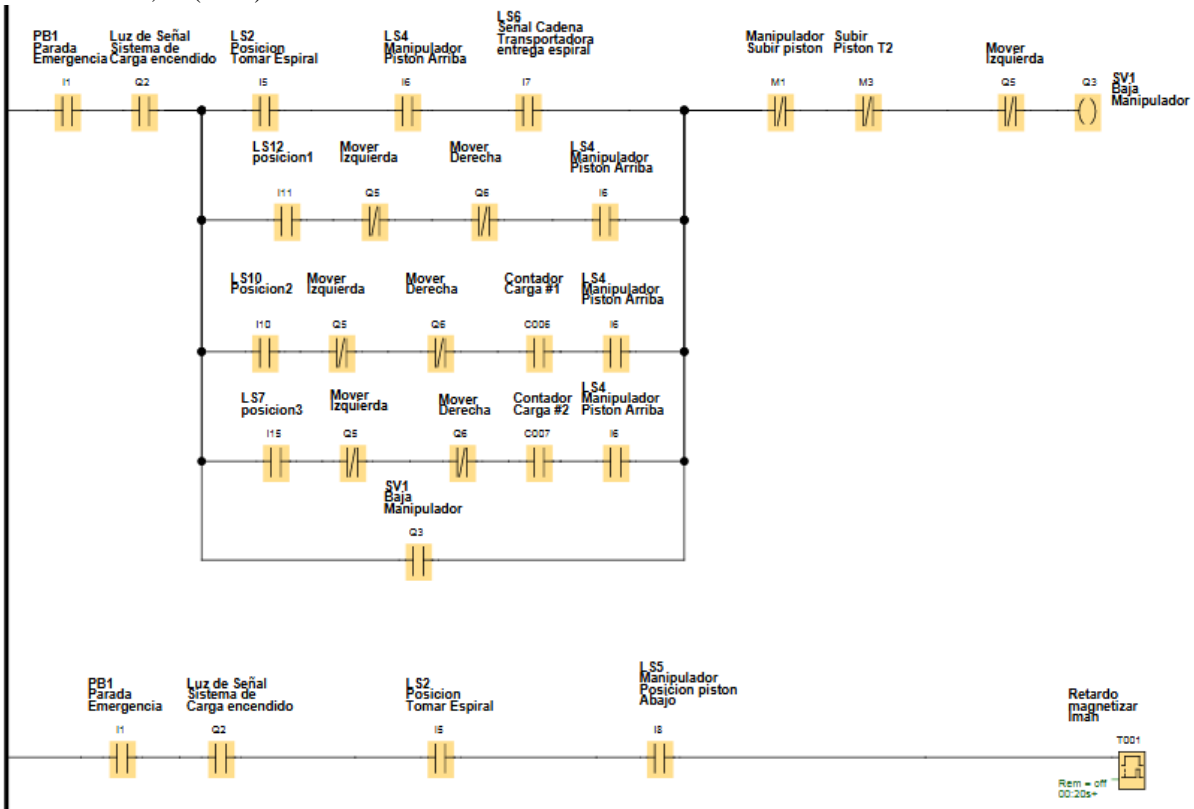 PB1
Parada
Emergencia
I1
Luz de Señal
Sistema de
Carga encendido
Q2
LS2
Posicion
Tomar Espiral
I5
LS4
Manipulador
Piston Arriba
I6
LS6
Señal Cadena
Transportadora
entrega espiral
I7
Manipulador
Subir piston
M1
Subir
Piston T2
M3
Mover
Izquierda
Q5
SV1
Baja
Manipulador
Q3
LS12
posicion1
I11
Mover
Izquierda
Q5
Mover
Derecha
Q6
LS4
Manipulador
Piston Arriba
I6
LS10
Posicion2
I10
Mover
Izquierda
Q5
Mover
Derecha
Q6
Contador
Carga #1
C006
LS4
Manipulador
Piston Arriba
I6
LS7
posicion3
I15
Mover
Izquierda
Q5
Mover
Derecha
Q6
Contador
Carga #2
C007
LS4
Manipulador
Piston Arriba
I6
SV1
Baja
Manipulador
Q3
PB1
Parada
Emergencia
I1
Luz de Señal
Sistema de
Carga encendido
Q2
LS2
Posicion
Tomar Espiral
I5
LS5
Manipulador
Posicion piston
Abajo
I8
Retardo
magnetizar
Iman
T001
Rem = off
00:20s+